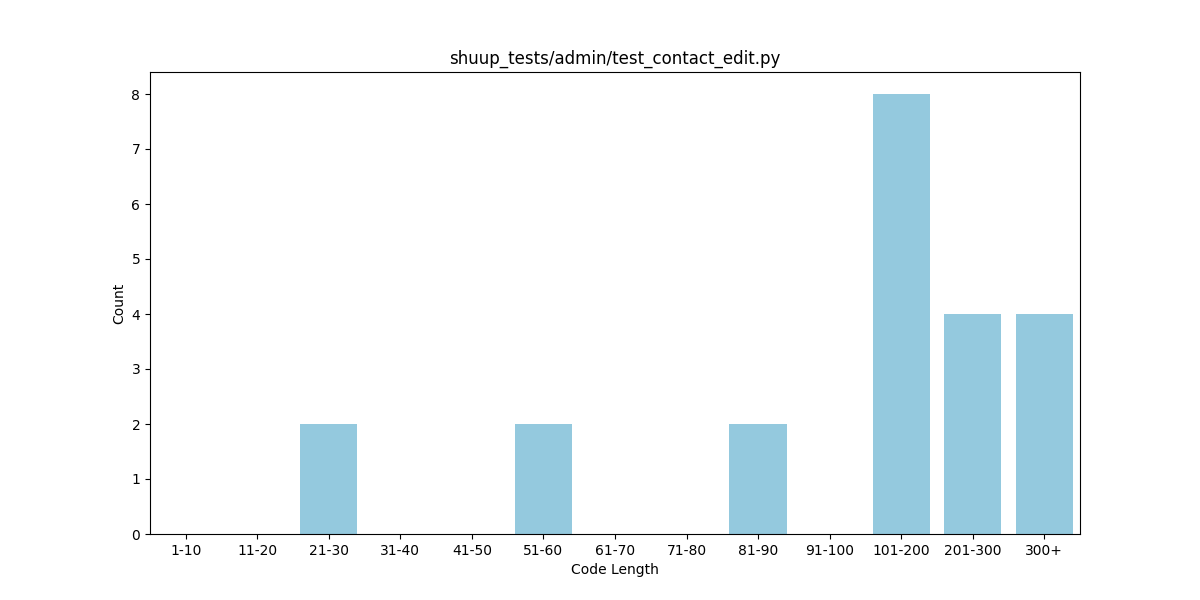 shuup_tests/admin/test_contact_edit.py
8
7
6
5
4
3
2
1
0
Count
1-10 11-20 21-30 31-40 41-50 51-60 61-70 71-80 81-90 91-100 101-200 201-300 300+
Code Length